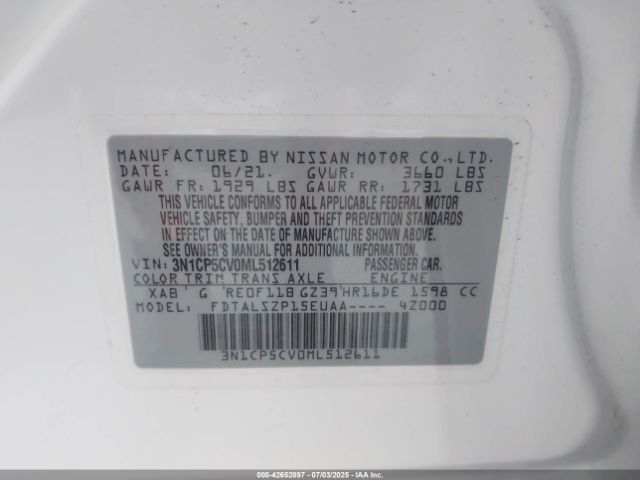 MANUFACTURED BY NISSAN MOTOR CO.,LTD.
DATE: 06/21. GVWR: 3660 LBS
GAWR FR: 1929 LBS GAWR RR: 1731 LBS
THIS VEHICLE CONFORMS TO ALL APPLICABLE FEDERAL MOTOR
VEHICLE SAFETY, BUMPER AND THEFT PREVENTION STANDARDS
IN EFFECT ON THE DATE OF MANUFACTURE SHOWN ABOVE.
SEE OWNER'S MANUAL FOR ADDITIONAL INFORMATION.
VIN: 3N1CP5CV0ML512611 PASSENGER CAR.
COLOR TRIM TRANS AXLE ENGINE
XAB G RE0F11B GZ39 HR16DE 1598 CC
MODEL: FDTALSZP15EUAA---- 4Z000
3N1CP5CV0ML512611
000-42652897 - 07/03/2025 - IAAI.COM